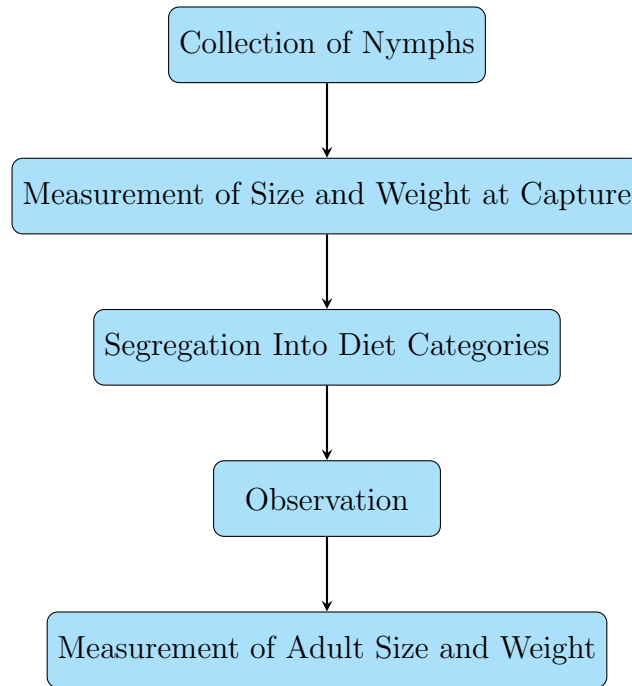 Collection of Nymphs
Measurement of Size and Weight at Capture
Segregation Into Diet Categories
Observation
Measurement of Adult Size and Weight